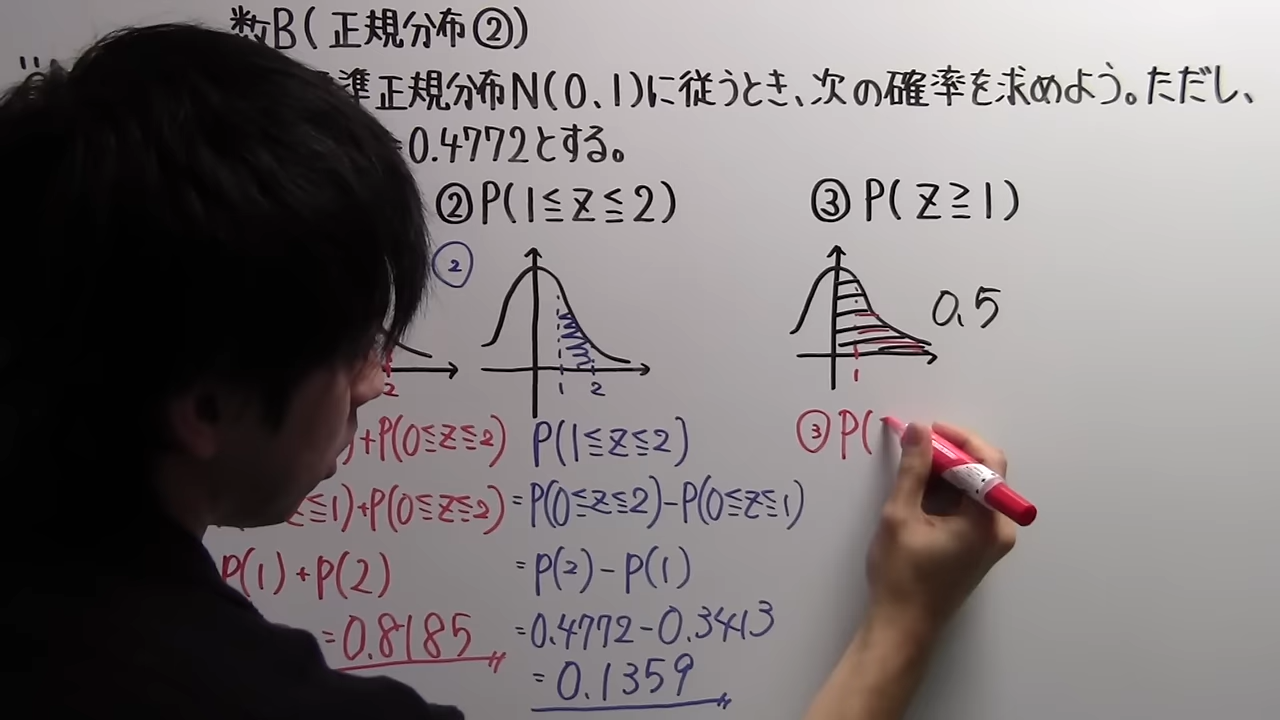 数B(正規分布②)
準正規分布N(0、1)に従うとき、次の確率を求めよう。ただし、
=0.4772とする。
②P(1≦Z≦2)
③P(Z≧1)
②
0.5
1
2
1
2
)+P(0≦Z≦2)
≦1)+P(0≦Z≦2)
P(1)+P(2)
=0.8185
P(1≦Z≦2)
=P(0≦Z≦2)-P(0≦Z≦1)
=P(2)-P(1)
=0.4772-0.3413
=0.1359
③P(